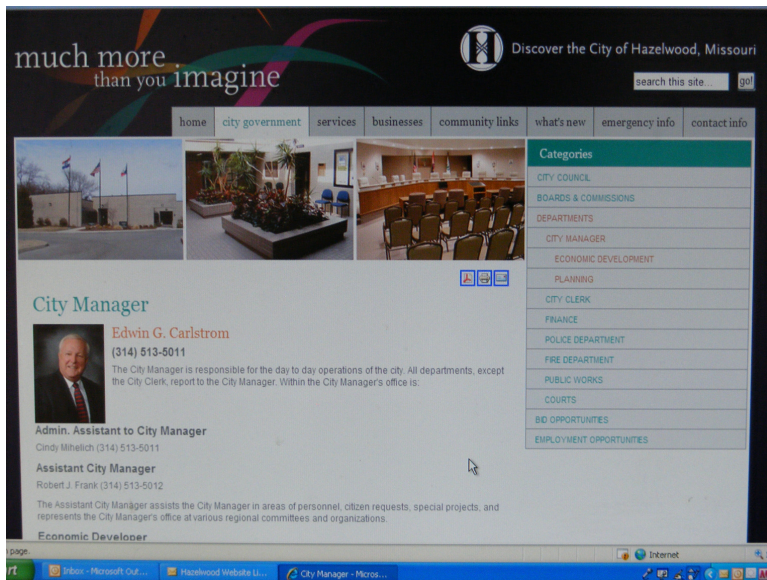 much more
than you imagine
Discover the City of Hazelwood, Missouri
search this site... go!
home city government services businesses community links what's new emergency info contact info
Categories
CITY COUNCIL
BOARDS & COMMISSIONS
DEPARTMENTS
CITY MANAGER
ECONOMIC DEVELOPMENT
PLANNING
CITY CLERK
FINANCE
POLICE DEPARTMENT
FIRE DEPARTMENT
PUBLIC WORKS
COURTS
BID OPPORTUNITIES
EMPLOYMENT OPPORTUNITIES
City Manager
Edwin G. Carlstrom
(314) 513-5011
The City Manager is responsible for the day to day operations of the city. All departments, except
the City Clerk, report to the City Manager. Within the City Manager's office is:
Admin. Assistant to City Manager
Cindy Mihelich (314) 513-5011
Assistant City Manager
Robert J. Frank (314) 513-5012
The Assistant City Manager assists the City Manager in areas of personnel, citizen requests, special projects, and
represents the City Manager's office at various regional committees and organizations.
Economic Developer
page.
Internet
Inbox - Microsoft Out... Hazelwood Website Li... City Manager - Micros...